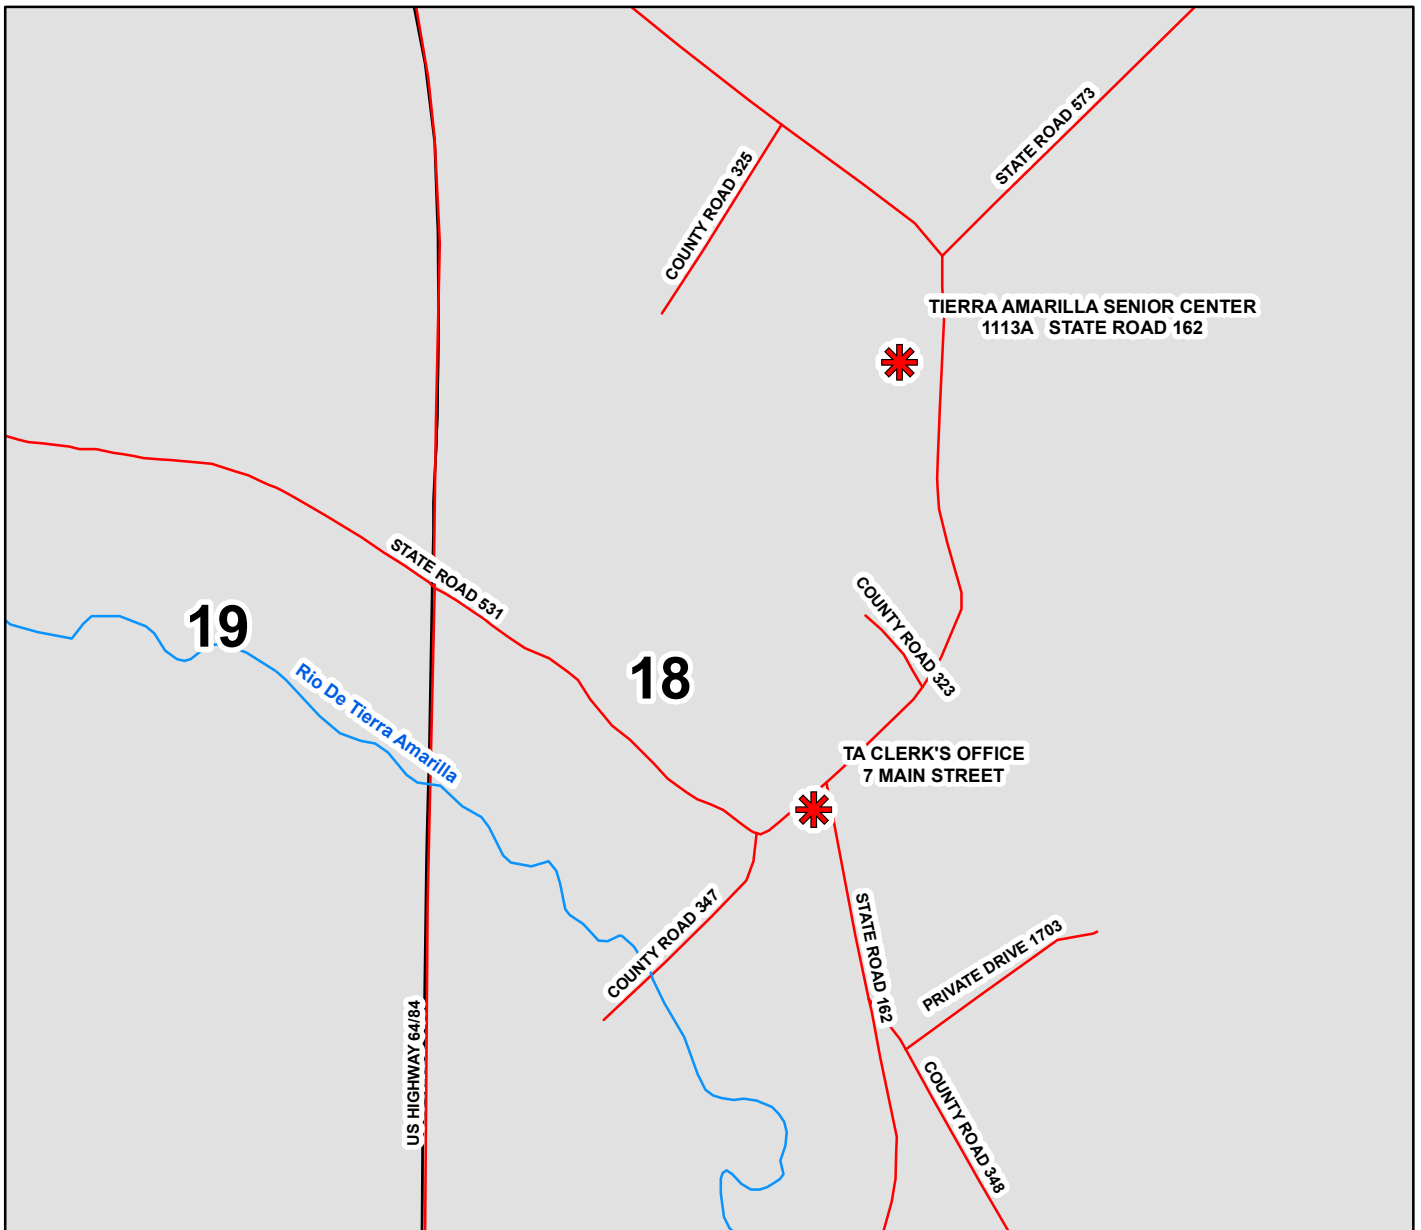 STATE ROAD 573
COUNTY ROAD 325
TIERRA AMARILLA SENIOR CENTER
1113A STATE ROAD 162
STATE ROAD 531
19
18
COUNTY ROAD 323
Rio De Tierra Amarilla
TA CLERK'S OFFICE
7 MAIN STREET
COUNTY ROAD 347
STATE ROAD 162
PRIVATE DRIVE 1703
US HIGHWAY 64/84
COUNTY ROAD 348